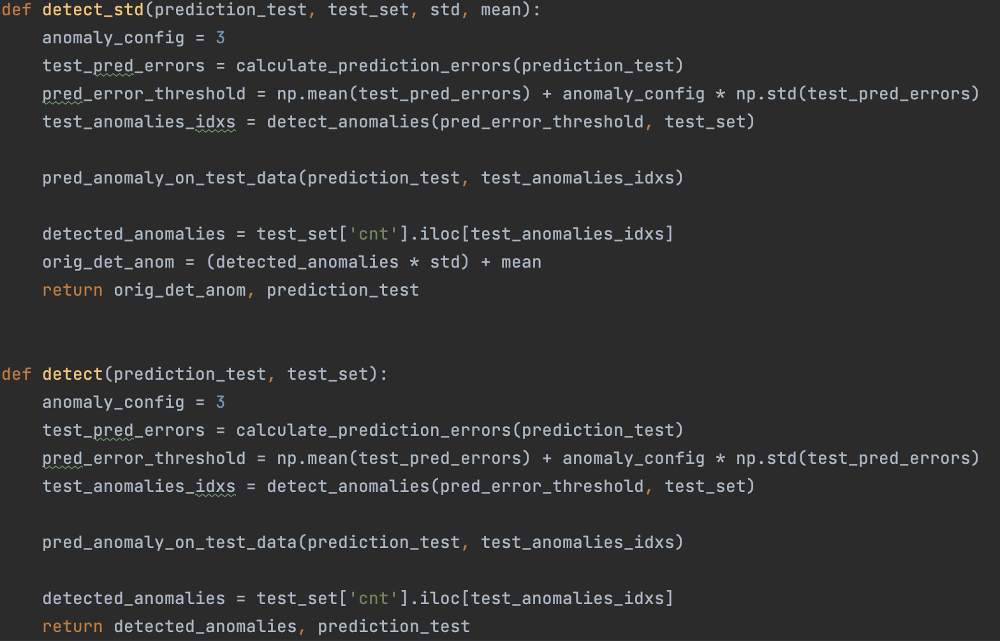 def detect_std(prediction_test, test_set, std, mean):
    anomaly_config = 3
    test_pred_errors = calculate_prediction_errors(prediction_test)
    pred_error_threshold = np.mean(test_pred_errors) + anomaly_config * np.std(test_pred_errors)
    test_anomalies_idxs = detect_anomalies(pred_error_threshold, test_set)

    pred_anomaly_on_test_data(prediction_test, test_anomalies_idxs)

    detected_anomalies = test_set['cnt'].iloc[test_anomalies_idxs]
    orig_det_anom = (detected_anomalies * std) + mean
    return orig_det_anom, prediction_test


def detect(prediction_test, test_set):
    anomaly_config = 3
    test_pred_errors = calculate_prediction_errors(prediction_test)
    pred_error_threshold = np.mean(test_pred_errors) + anomaly_config * np.std(test_pred_errors)
    test_anomalies_idxs = detect_anomalies(pred_error_threshold, test_set)

    pred_anomaly_on_test_data(prediction_test, test_anomalies_idxs)

    detected_anomalies = test_set['cnt'].iloc[test_anomalies_idxs]
    return detected_anomalies, prediction_test